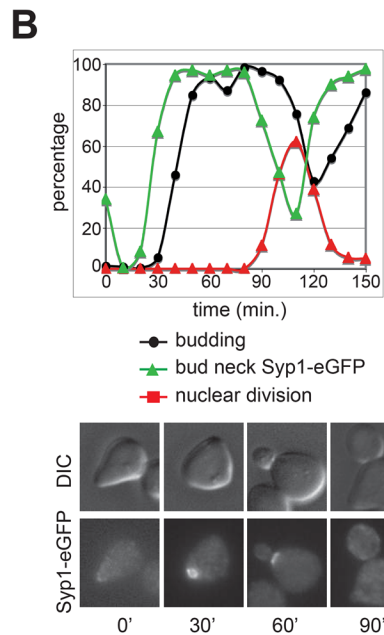 B
percentage
100
80
60
40
20
0
0 30 60 90 120 150
time (min.)
budding
bud neck Syp1-eGFP
nuclear division
DIC
Syp1-eGFP
0' 30' 60' 90'